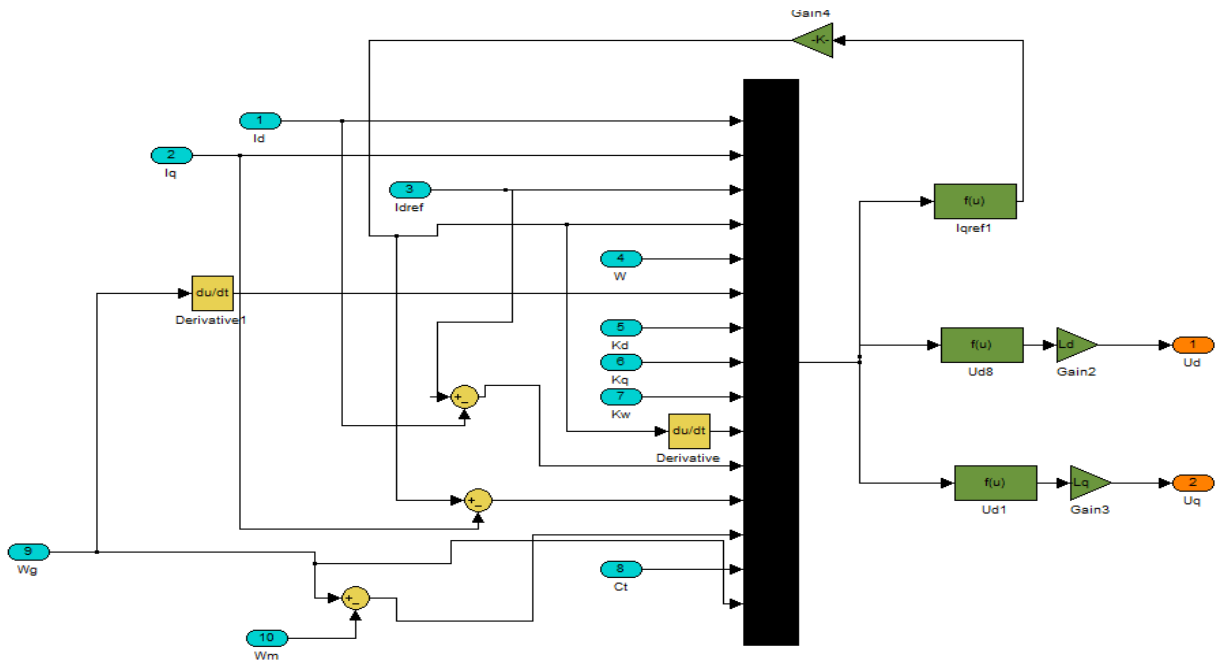 Gain4
-K-
1
Id
2
Iq
3
Idref
f(u)
Iqref1
4
W
du/dt
Derivative1
5
Kd
6
Kq
7
Kw
f(u)
Ud8
Ld
Gain2
1
Ud
+
-
du/dt
Derivative
f(u)
Ud1
Lq
Gain3
2
Uq
+
-
9
Wg
8
Ct
+
-
10
Wm